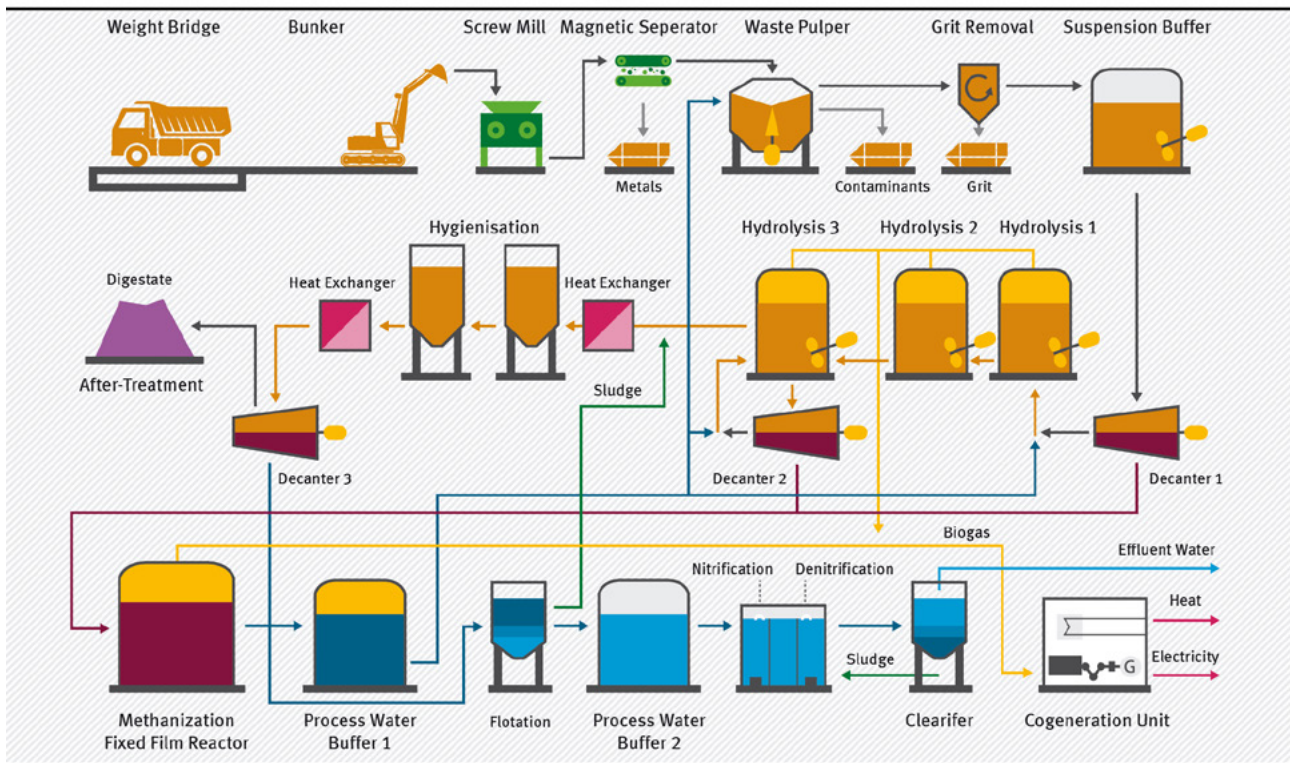 Weight Bridge
Bunker
Screw Mill
Magnetic Seperator
Waste Pulper
Grit Removal
Suspension Buffer
Metals
Contaminants
Grit
Hygienisation
Hydrolysis 3
Hydrolysis 2
Hydrolysis 1
Digestate
Heat Exchanger
Heat Exchanger
After-Treatment
Sludge
Decanter 3
Decanter 2
Decanter 1
Biogas
Effluent Water
Nitrification
Denitrification
Heat
Sludge
Electricity
G
Methanization
Fixed Film Reactor
Process Water
Buffer 1
Flotation
Process Water
Buffer 2
Clearifer
Cogeneration Unit